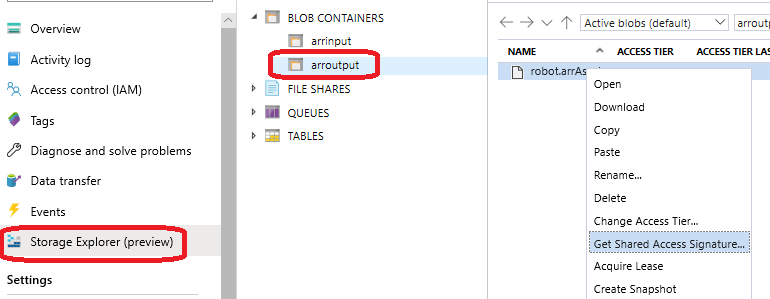 Overview
Activity log
Access control (IAM)
Tags
Diagnose and solve problems
Data transfer
Events
Storage Explorer (preview)
Settings
BLOB CONTAINERS
arrinput
arroutput
FILE SHARES
QUEUES
TABLES
Active blobs (default)
arroutp
NAME
ACCESS TIER
ACCESS TIER LAS
robot.arrAsset
Open
Download
Copy
Paste
Rename...
Delete
Change Access Tier...
Get Shared Access Signature...
Acquire Lease
Create Snapshot